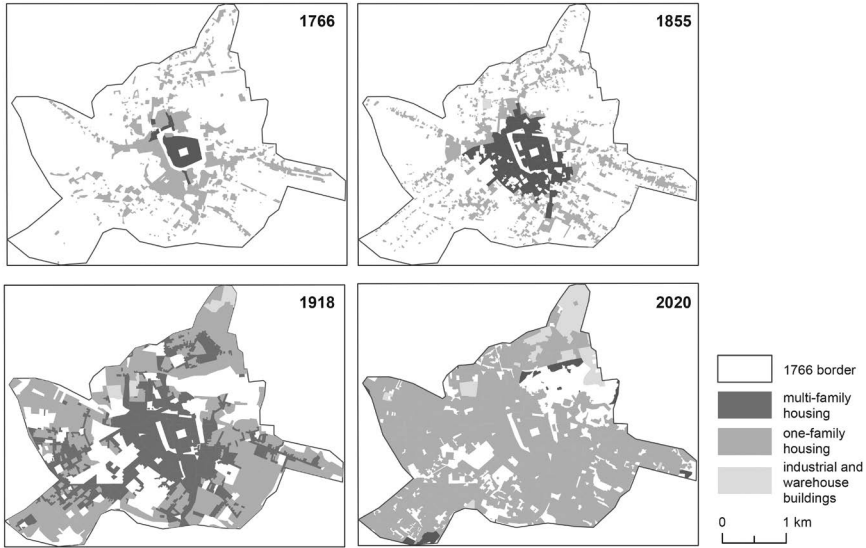 1766
1855
1918
2020
1766 border
multi-family
housing
one-family
housing
industrial and
warehouse
buildings
0 1 km